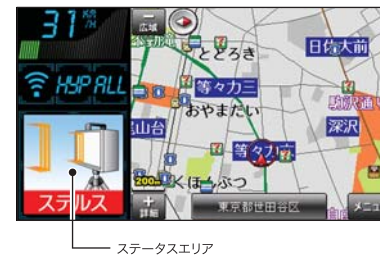 31 KM/H
HYP ALL
ステルス
広域
とどろき
日体大前
等々力三
おやまだい
駒沢通り
山台
深沢
等々力六
200m
くほんぶつ
詳細
東京都世田谷区
メニュー
ステータスエリア